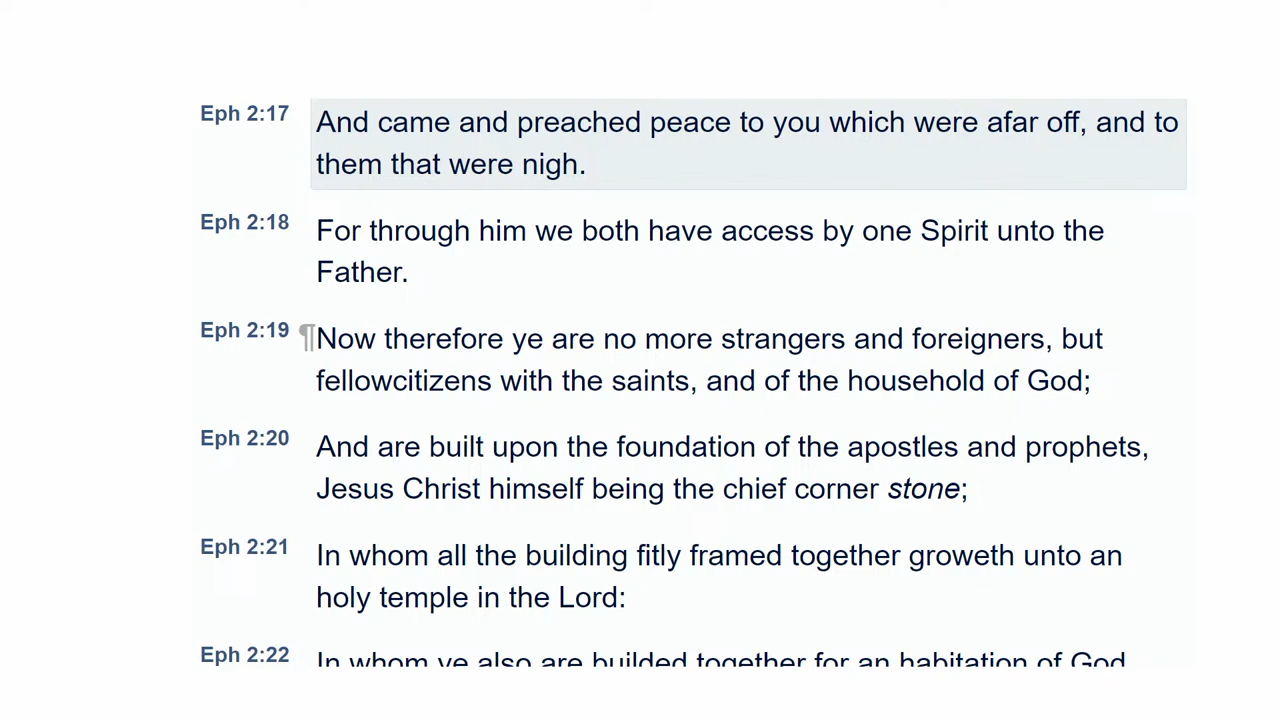 Eph 2:17 And came and preached peace to you which were afar off, and to
them that were nigh.
Eph 2:18 For through him we both have access by one Spirit unto the
Father.
Eph 2:19 ¶Now therefore ye are no more strangers and foreigners, but
fellowcitizens with the saints, and of the household of God;
Eph 2:20 And are built upon the foundation of the apostles and prophets,
Jesus Christ himself being the chief corner stone;
Eph 2:21 In whom all the building fitly framed together groweth unto an
holy temple in the Lord:
Eph 2:22 In whom ye also are builded together for an habitation of God